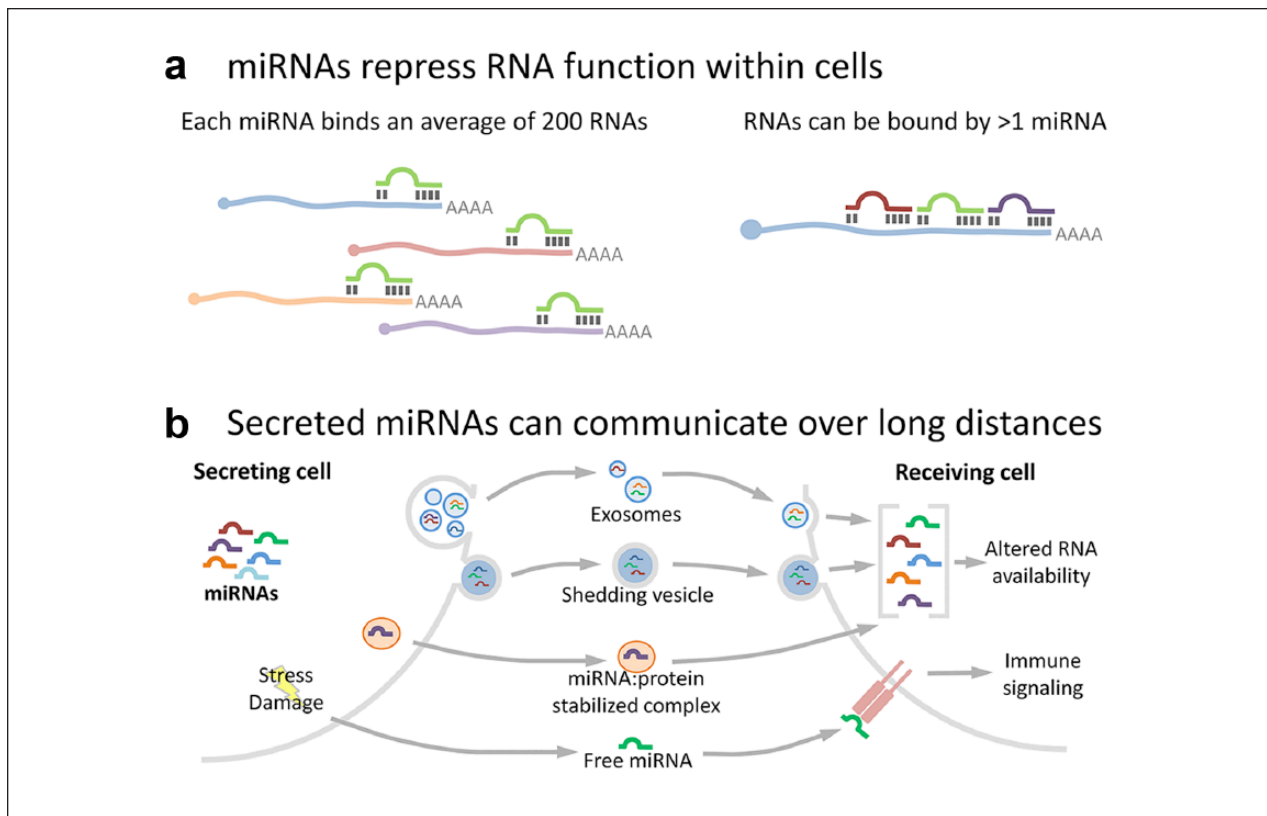 a miRNAs repress RNA function within cells
Each miRNA binds an average of 200 RNAs
RNAs can be bound by >1 miRNA
AAAA
AAAA
AAAA
AAAA
AAAA
b Secreted miRNAs can communicate over long distances
Secreting cell
Receiving cell
miRNAs
Exosomes
Shedding vesicle
Altered RNA
availability
Stress
Damage
miRNA:protein
stabilized complex
Immune
signaling
Free miRNA